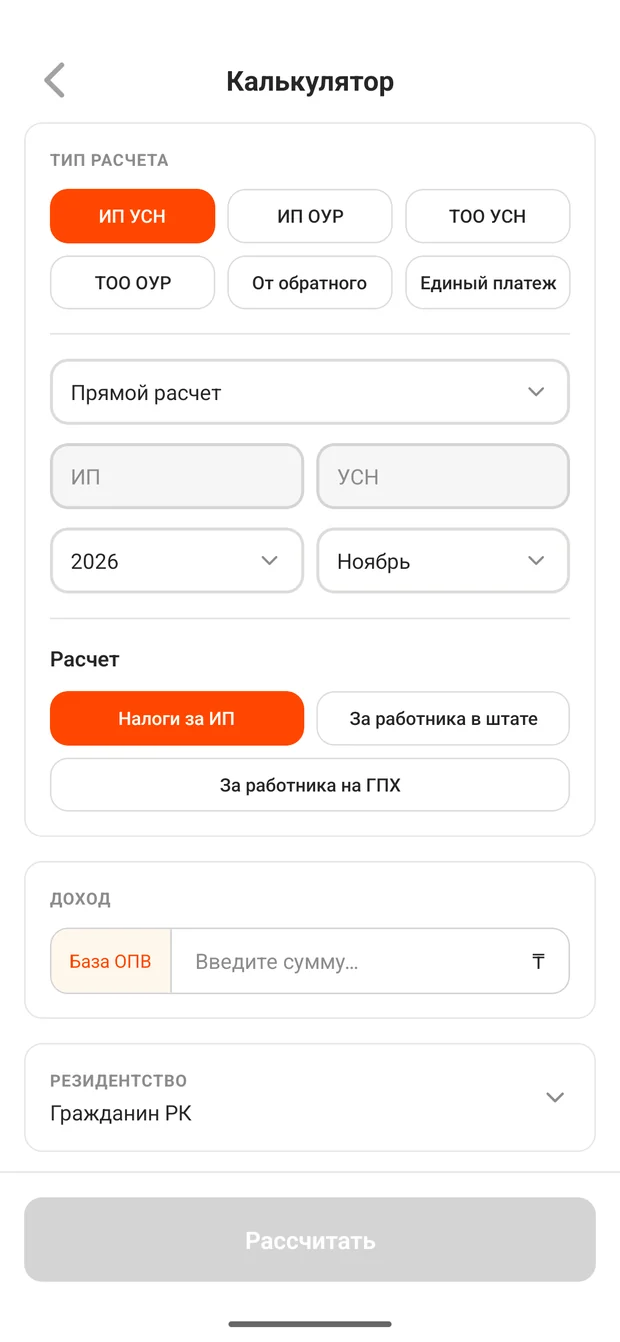 Калькулятор
ТИП РАСЧЕТА
ИП УСН
ИП ОУР
ТОО УСН
ТОО ОУР
От обратного
Единый платеж
Прямой расчет
ИП
УСН
2026
Ноябрь
Расчет
Налоги за ИП
За работника в штате
За работника на ГПХ
ДОХОД
База ОПВ
Введите сумму...
₸
РЕЗИДЕНТСТВО
Гражданин РК
Рассчитать